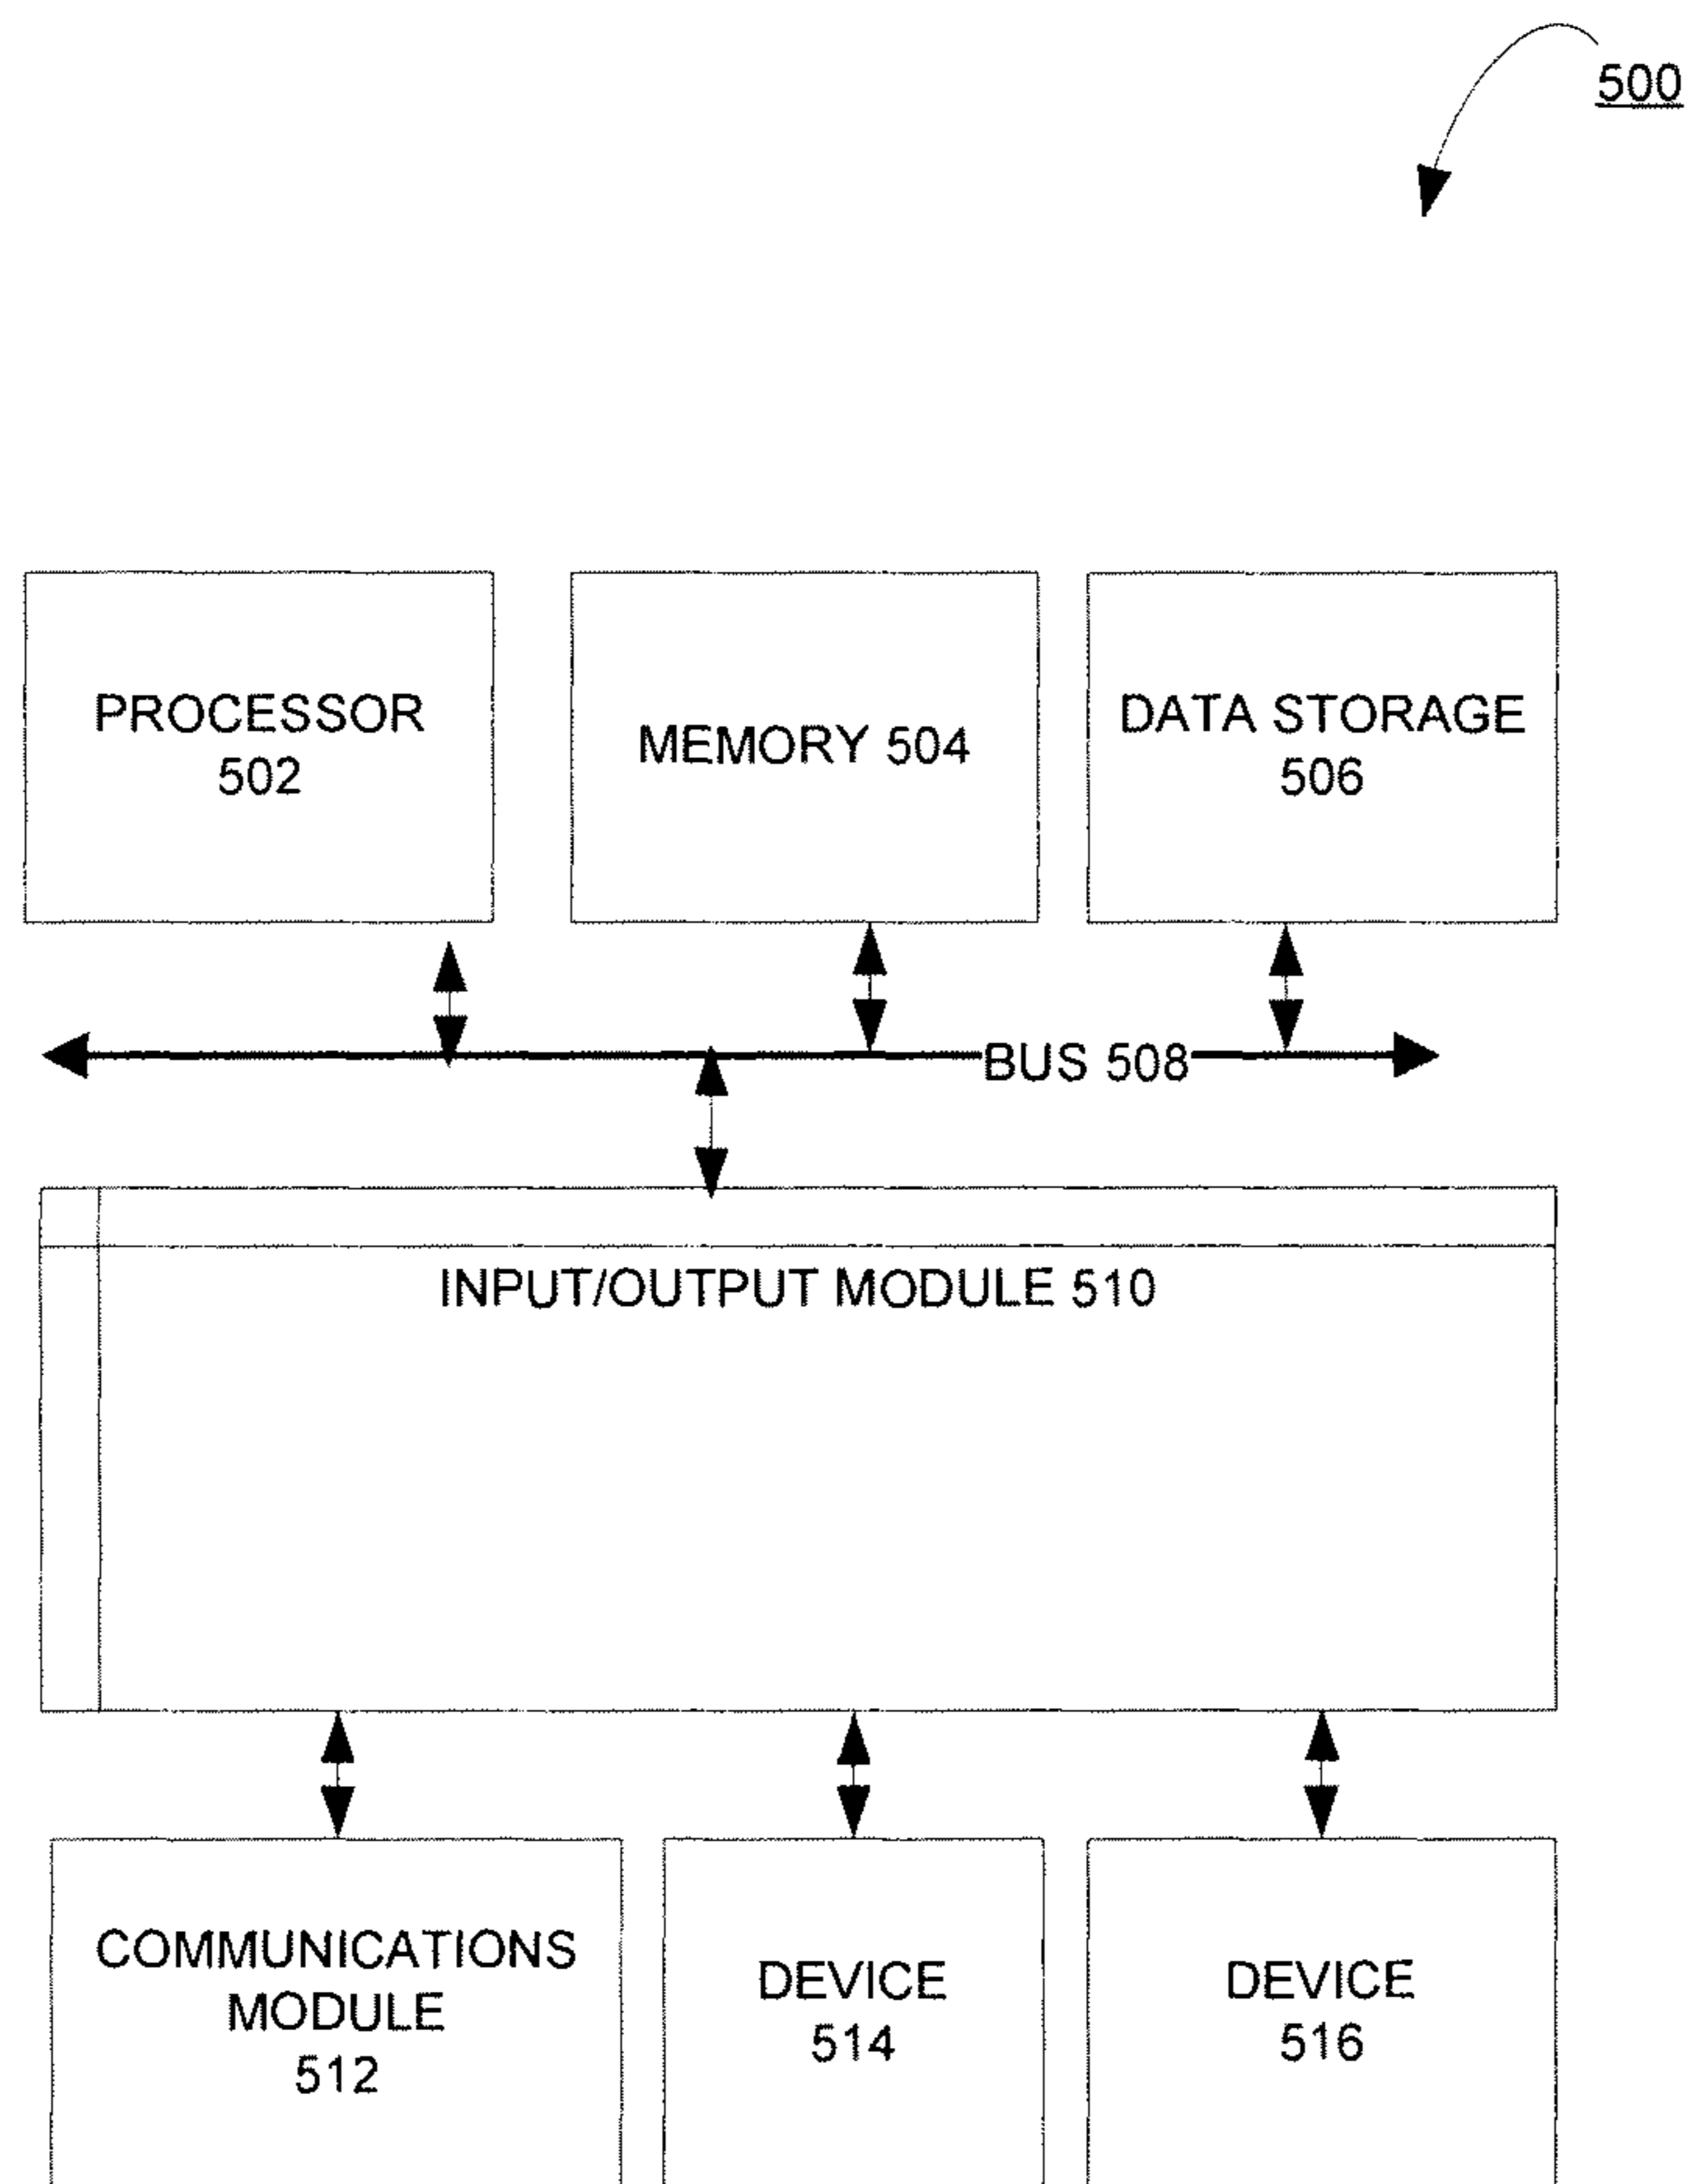 500
PROCESSOR
502
MEMORY 504
DATA STORAGE
506
BUS 508
INPUT/OUTPUT MODULE 510
COMMUNICATIONS
MODULE
512
DEVICE
514
DEVICE
516